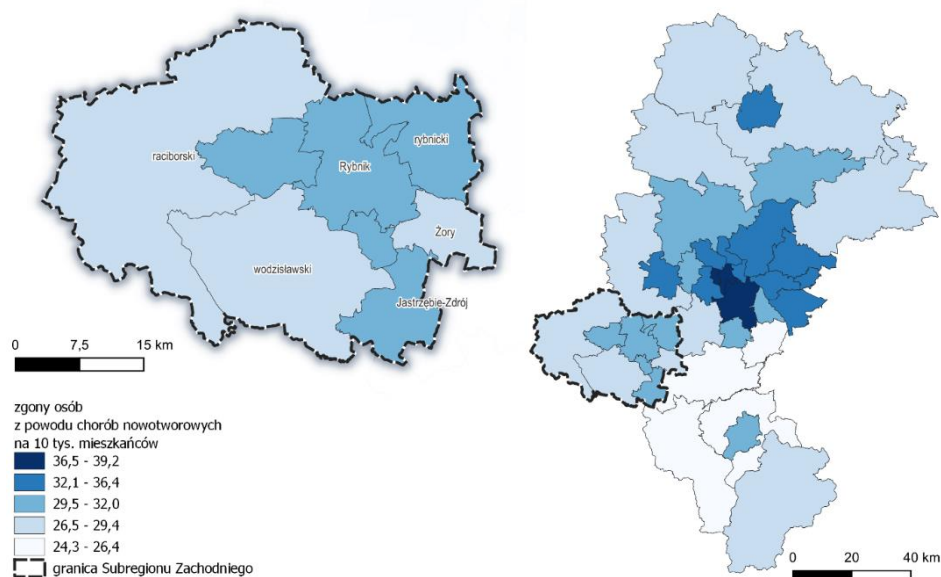 raciborski
Rybnik
rybnicki
Żory
wodzisławski
Jastrzębie-Zdrój
0 7,5 15 km
zgony osób
z powodu chorób nowotworowych
na 10 tys. mieszkańców
36,5 - 39,2
32,1 - 36,4
29,5 - 32,0
26,5 - 29,4
24,3 - 26,4
granica Subregionu Zachodniego
0 20 40 km